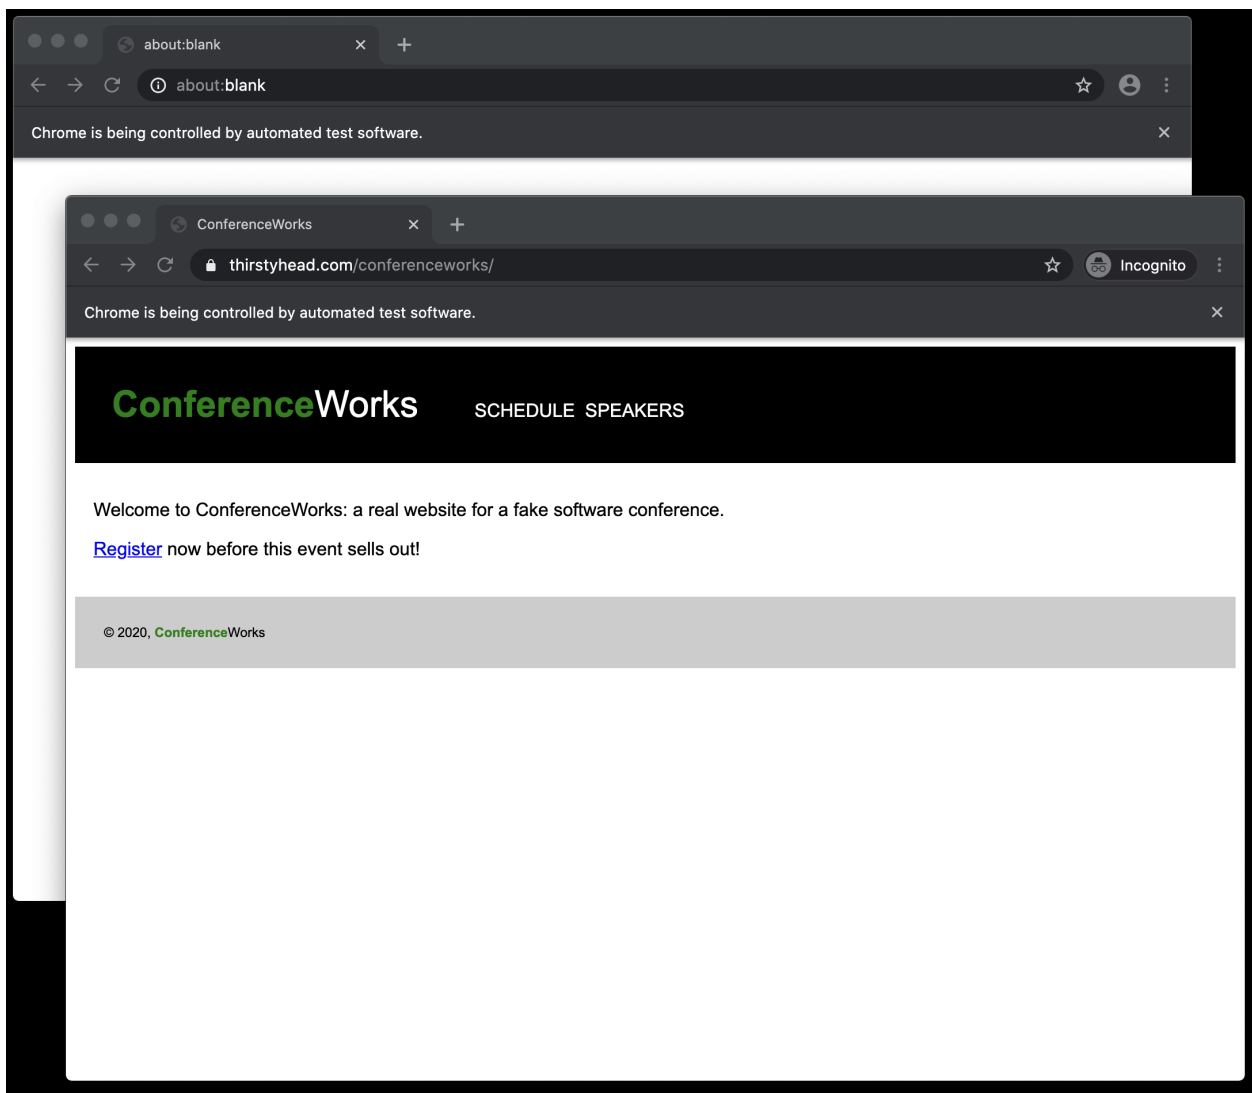 about:blank
about:blank
Chrome is being controlled by automated test software.
ConferenceWorks
thirstyhead.com/conferenceworks/
Incognito
Chrome is being controlled by automated test software.
ConferenceWorks SCHEDULE SPEAKERS
Welcome to ConferenceWorks: a real website for a fake software conference.
Register now before this event sells out!
© 2020, ConferenceWorks